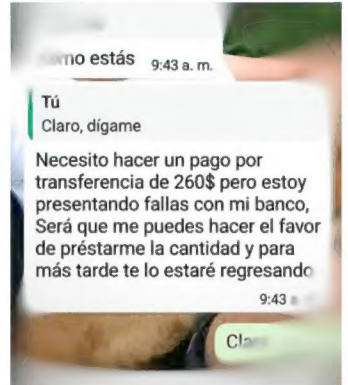 estás 9:43 a. m.
Tú
Claro, dígame
Necesito hacer un pago por
transferencia de 260$ pero estoy
presentando fallas con mi banco,
Será que me puedes hacer el favor
de préstarme la cantidad y para
más tarde te lo estaré regresando
9:43